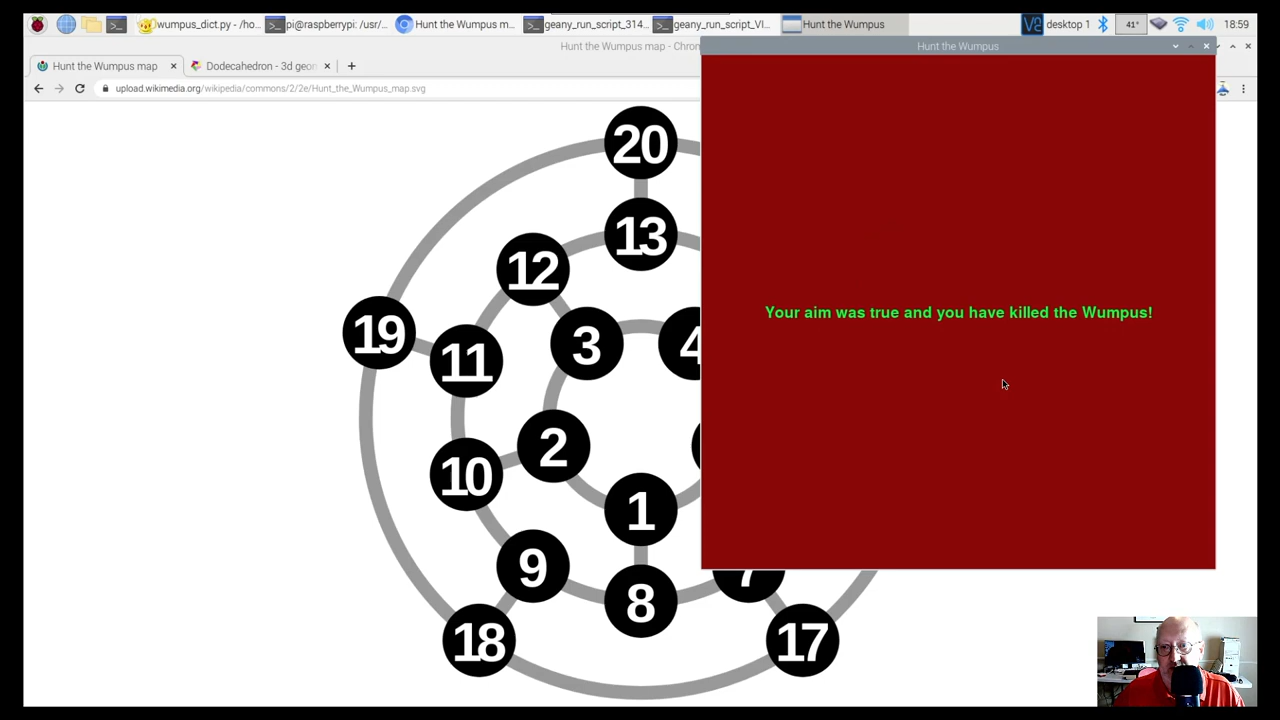 wumpus_dict.py - /ho...
pi@raspberrypi: /usr/...
Hunt the Wumpus m...
geany_run_script_314...
geany_run_script_VI...
Hunt the Wumpus
desktop 1
41°
18:59
Hunt the Wumpus map - Chron
Hunt the Wumpus
Hunt the Wumpus map
Dodecahedron - 3d geon
upload.wikimedia.org/wikipedia/commons/2/2e/Hunt_the_Wumpus_map.svg
20
13
12
19
3
4
11
Your aim was true and you have killed the Wumpus!
2
10
1
9
8
7
18
17